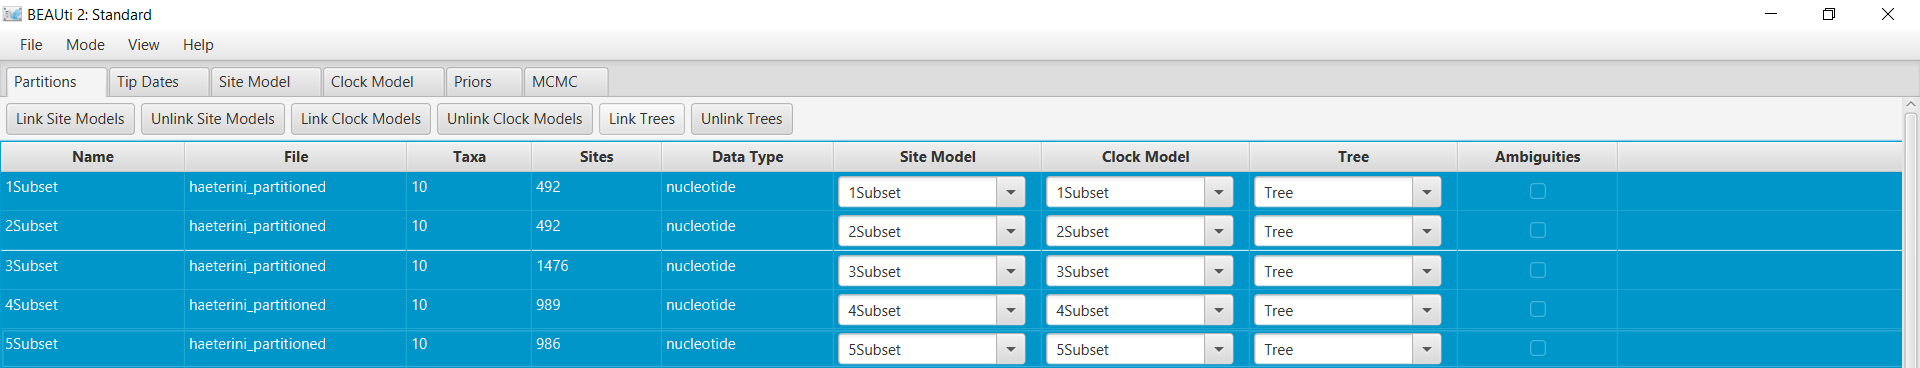 BEAUti 2: Standard
File Mode View Help
Partitions Tip Dates Site Model Clock Model Priors MCMC
Link Site Models Unlink Site Models Link Clock Models Unlink Clock Models Link Trees Unlink Trees
Name File Taxa Sites Data Type Site Model Clock Model Tree Ambiguities
1Subset haeterini_partitioned 10 492 nucleotide 1Subset 1Subset Tree
2Subset haeterini_partitioned 10 492 nucleotide 2Subset 2Subset Tree
3Subset haeterini_partitioned 10 1476 nucleotide 3Subset 3Subset Tree
4Subset haeterini_partitioned 10 989 nucleotide 4Subset 4Subset Tree
5Subset haeterini_partitioned 10 986 nucleotide 5Subset 5Subset Tree